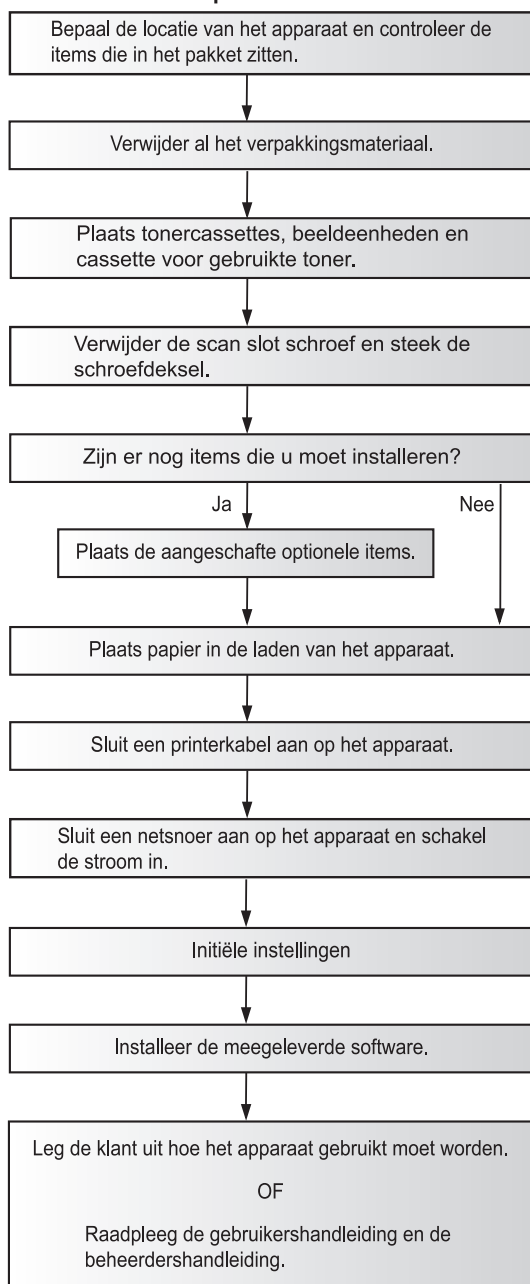 Bepaal de locatie van het apparaat en controleer de
items die in het pakket zitten.
Verwijder al het verpakkingsmateriaal.
Plaats tonercassettes, beeldeenheden en
cassette voor gebruikte toner.
Verwijder de scan slot schroef en steek de
schroefdeksel.
Zijn er nog items die u moet installeren?
Ja
Nee
Plaats de aangeschafte optionele items.
Plaats papier in de laden van het apparaat.
Sluit een printerkabel aan op het apparaat.
Sluit een netsnoer aan op het apparaat en schakel
de stroom in.
Initiële instellingen
Installeer de meegeleverde software.
Leg de klant uit hoe het apparaat gebruikt moet worden.
OF
Raadpleeg de gebruikershandleiding en de
beheerdershandleiding.